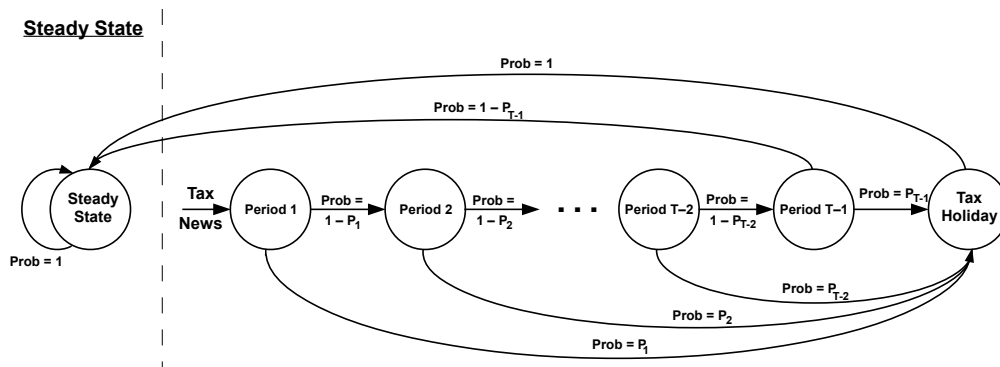 Steady State
Prob = 1
Prob = 1 – P_{T-1}
Steady
State
Prob = 1
Tax
News
Period 1
Prob =
1 – P_1
Period 2
Prob =
1 – P_2
. . .
Period T–2
Prob =
1 – P_{T-2}
Period T–1
Prob = P_{T-1}
Tax
Holiday
Prob = P_{T-2}
Prob = P_2
Prob = P_1